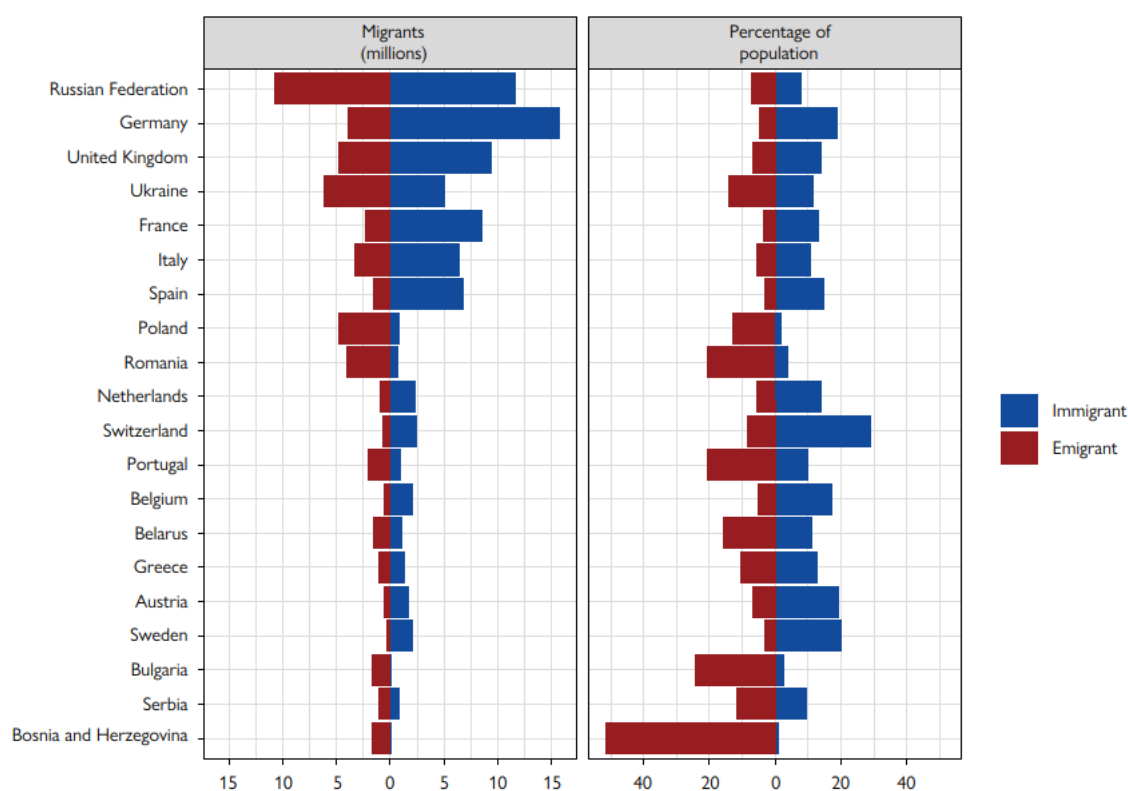 Migrants
(millions)
Percentage of
population
Russian Federation
Germany
United Kingdom
Ukraine
France
Italy
Spain
Poland
Romania
Netherlands
Switzerland
Portugal
Belgium
Belarus
Greece
Austria
Sweden
Bulgaria
Serbia
Bosnia and Herzegovina
Immigrant
Emigrant
15 10 5 0 5 10 15
40 20 0 20 40